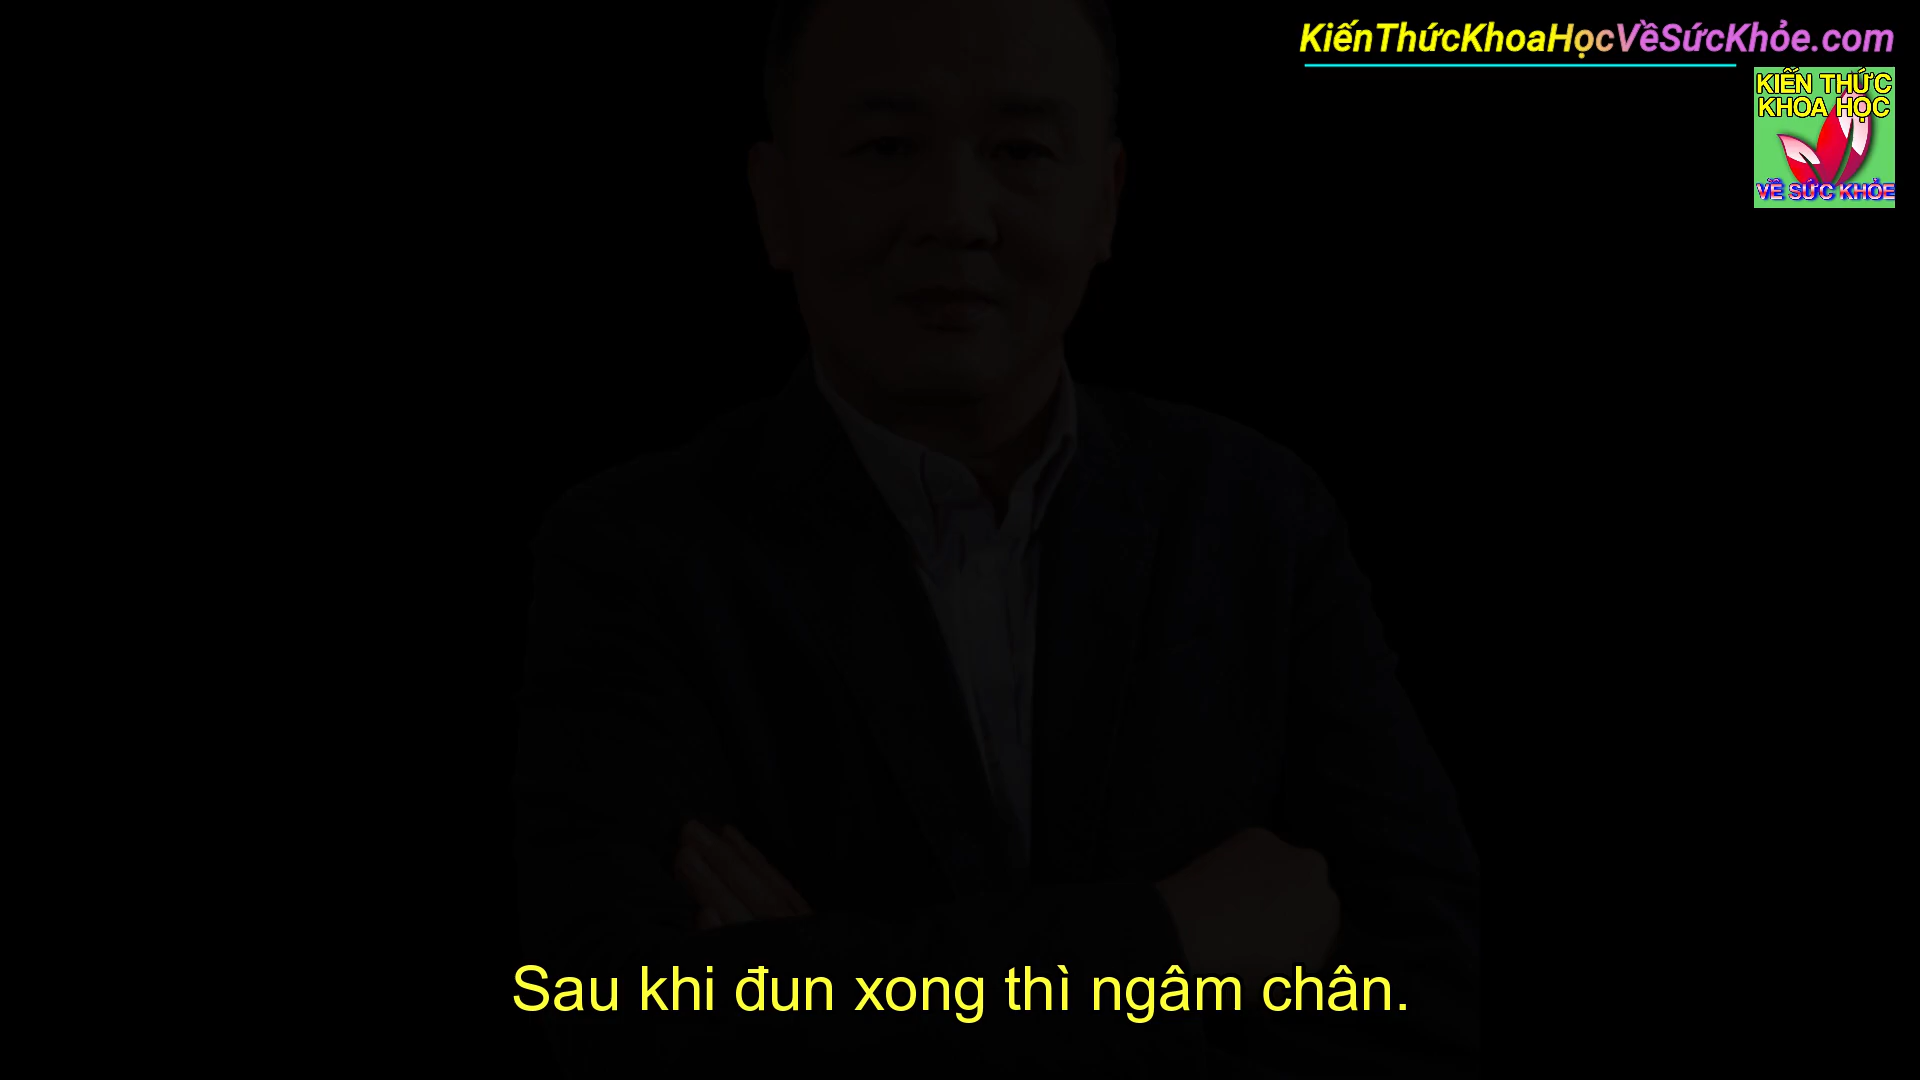 KiếnThứcKhoaHọcVềSứcKhỏe.com
KIẾN THỨC
KHOA HỌC
VỀ SỨC KHỎE
Sau khi đun xong thì ngâm chân.